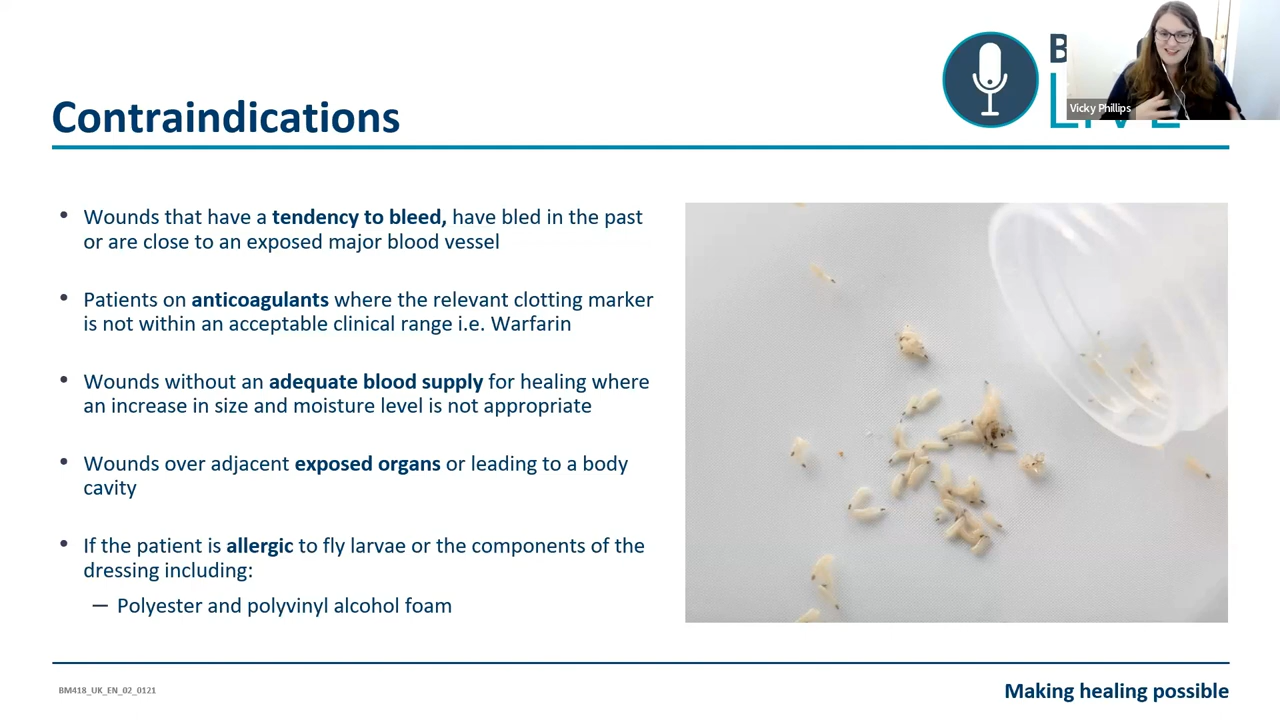 Contraindications
Vicky Phillips
• Wounds that have a tendency to bleed, have bled in the past
or are close to an exposed major blood vessel
• Patients on anticoagulants where the relevant clotting marker
is not within an acceptable clinical range i.e. Warfarin
• Wounds without an adequate blood supply for healing where
an increase in size and moisture level is not appropriate
• Wounds over adjacent exposed organs or leading to a body
cavity
• If the patient is allergic to fly larvae or the components of the
dressing including:
— Polyester and polyvinyl alcohol foam
BM418_UK_EN_02_0121
Making healing possible